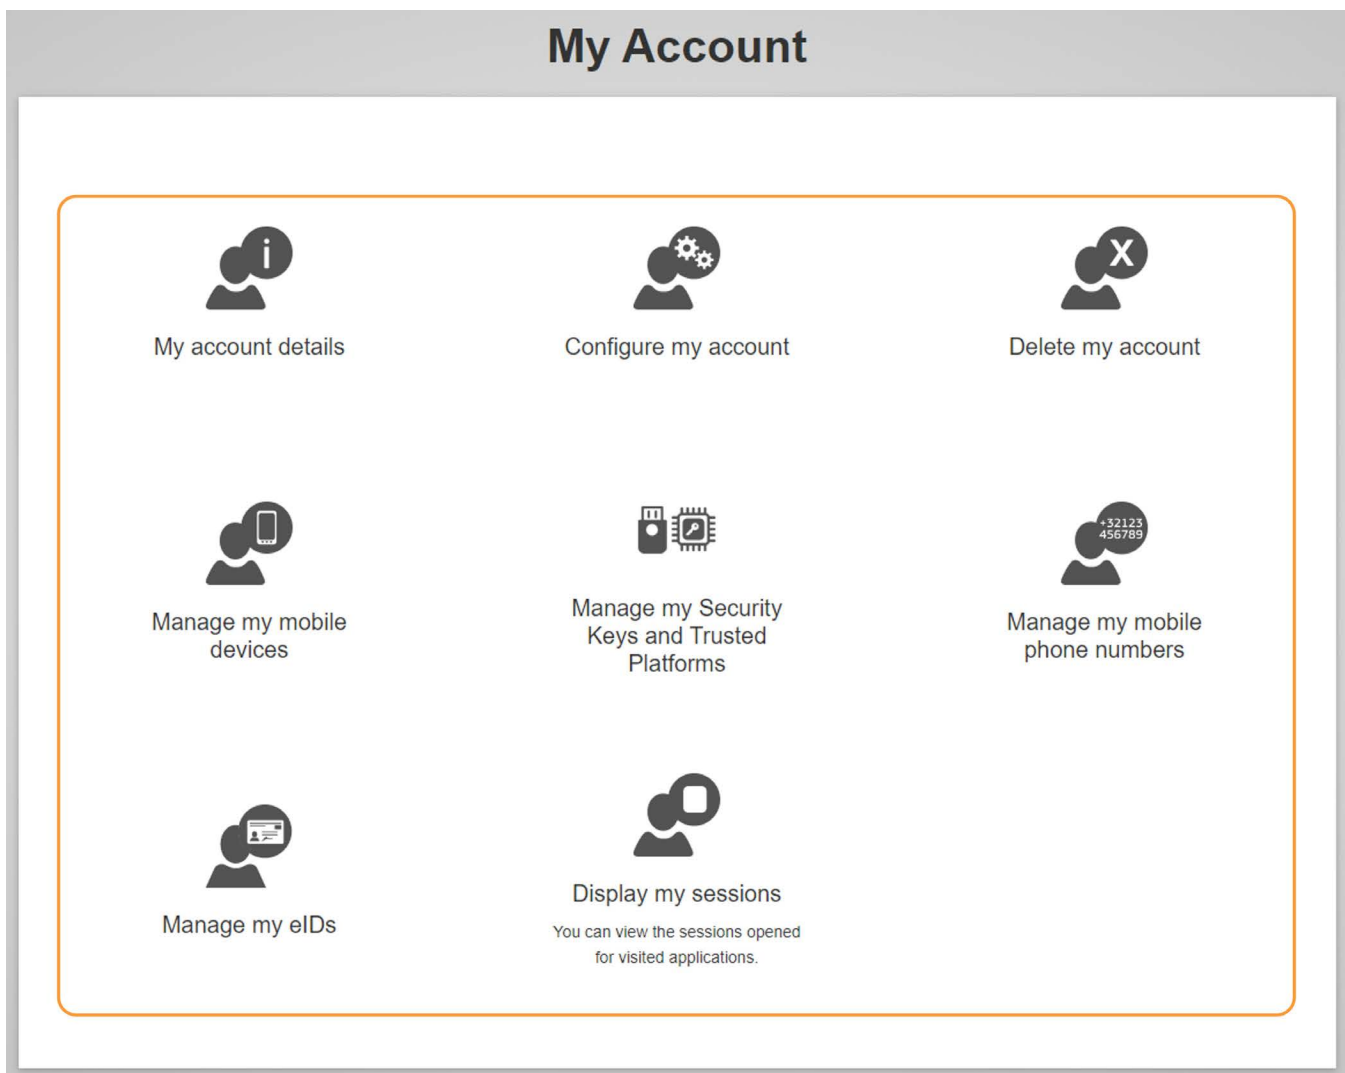 My Account
i
X
My account details
Configure my account
Delete my account
+32123
456789
Manage my mobile
devices
Manage my Security
Keys and Trusted
Platforms
Manage my mobile
phone numbers
Manage my eIDs
Display my sessions
You can view the sessions opened
for visited applications.